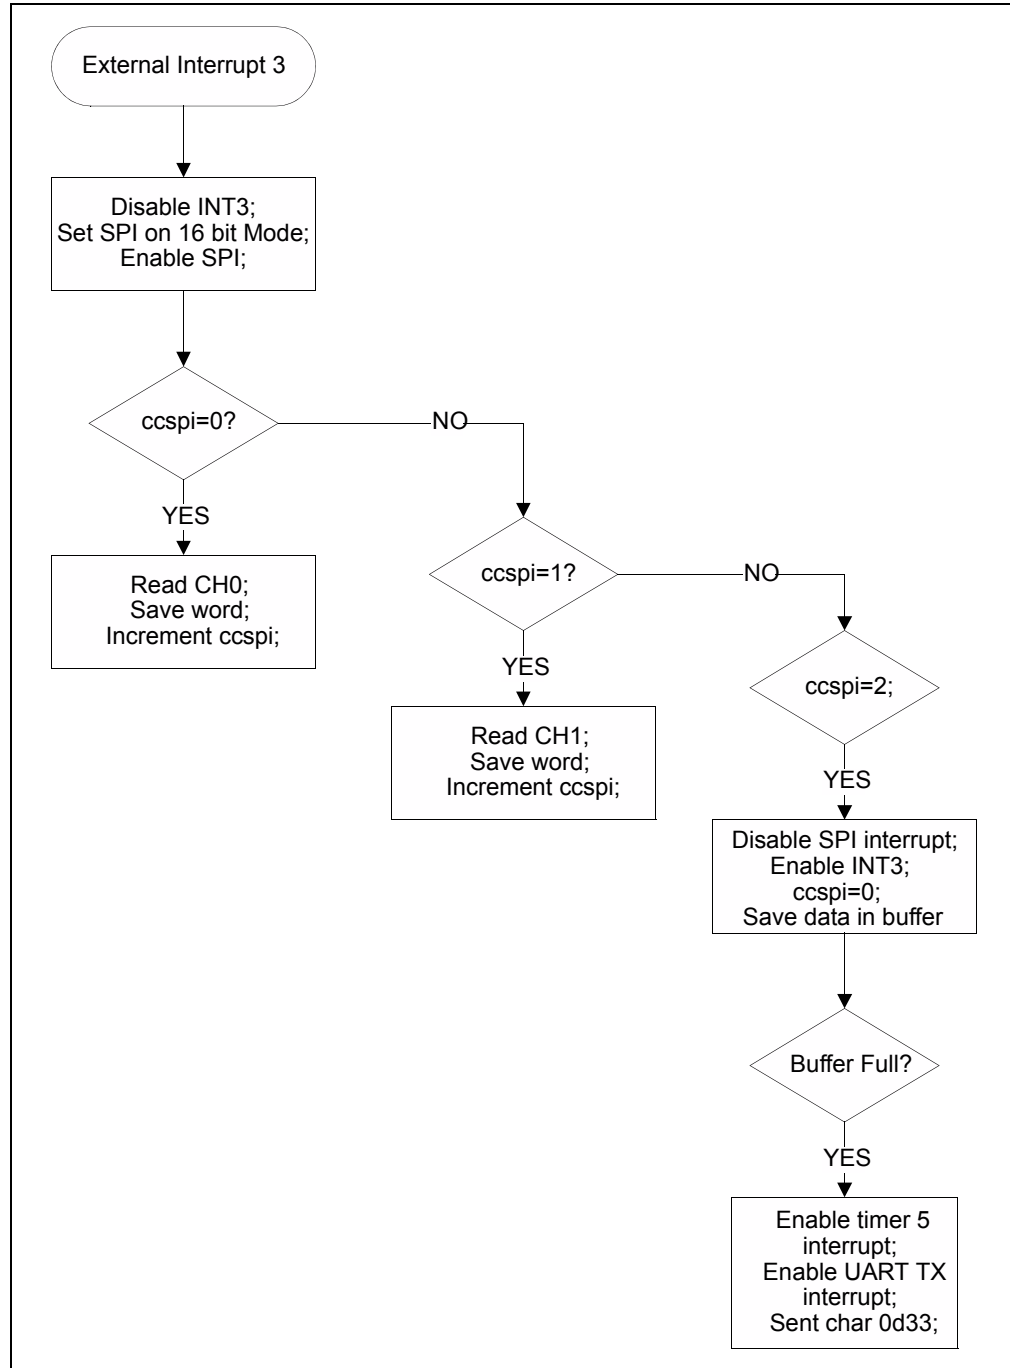 External Interrupt 3
Disable INT3;
Set SPI on 16 bit Mode;
Enable SPI;
ccspi=0?
NO
YES
Read CH0;
Save word;
Increment ccspi;
ccspi=1?
NO
YES
Read CH1;
Save word;
Increment ccspi;
ccspi=2;
YES
Disable SPI interrupt;
Enable INT3;
ccspi=0;
Save data in buffer
Buffer Full?
YES
Enable timer 5
interrupt;
Enable UART TX
interrupt;
Sent char 0d33;